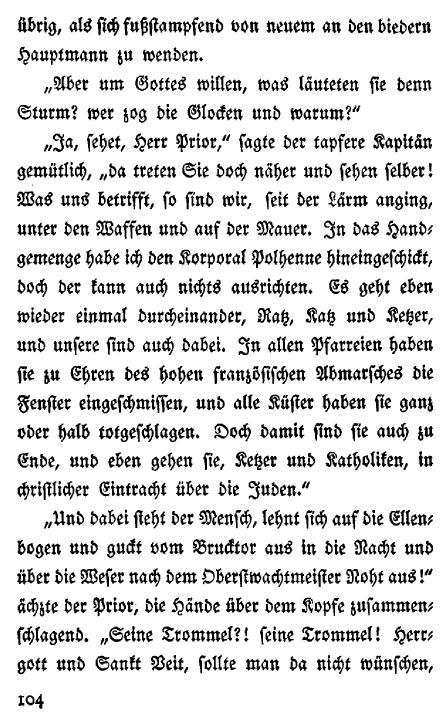 übrig, als sich fußstampfend von neuem an den biedern
Hauptmann zu wenden.
„Aber um Gottes willen, was läuteten sie denn
Sturm? wer zog die Glocken und warum?“
„Ja, sehet, Herr Prior,“ sagte der tapfere Kapitän
gemütlich, „da treten Sie doch näher und sehen selber!
Was uns betrifft, so sind wir, seit der Lärm anging,
unter den Waffen und auf der Mauer. In das Hand-
gemenge habe ich den Korporal Polhenne hineingeschickt,
doch der kann auch nichts ausrichten. Es geht eben
wieder einmal durcheinander, Ratz, Katz und Ketzer,
und unsere sind auch dabei. In allen Pfarreien haben
sie zu Ehren des hohen französischen Abmarsches die
Fenster eingeschmissen, und alle Küster haben sie ganz
oder halb totgeschlagen. Doch damit sind sie auch zu
Ende, und eben gehen sie, Ketzer und Katholiken, in
christlicher Eintracht über die Juden.“
„Und dabei steht der Mensch, lehnt sich auf die Ellen-
bogen und guckt vom Brucktor aus in die Nacht und
über die Weser nach dem Oberstwachtmeister Noht aus!“
ächzte der Prior, die Hände über dem Kopfe zusammen-
schlagend. „Seine Trommel?! seine Trommel! Herr-
gott und Sankt Veit, sollte man da nicht wünschen,
104